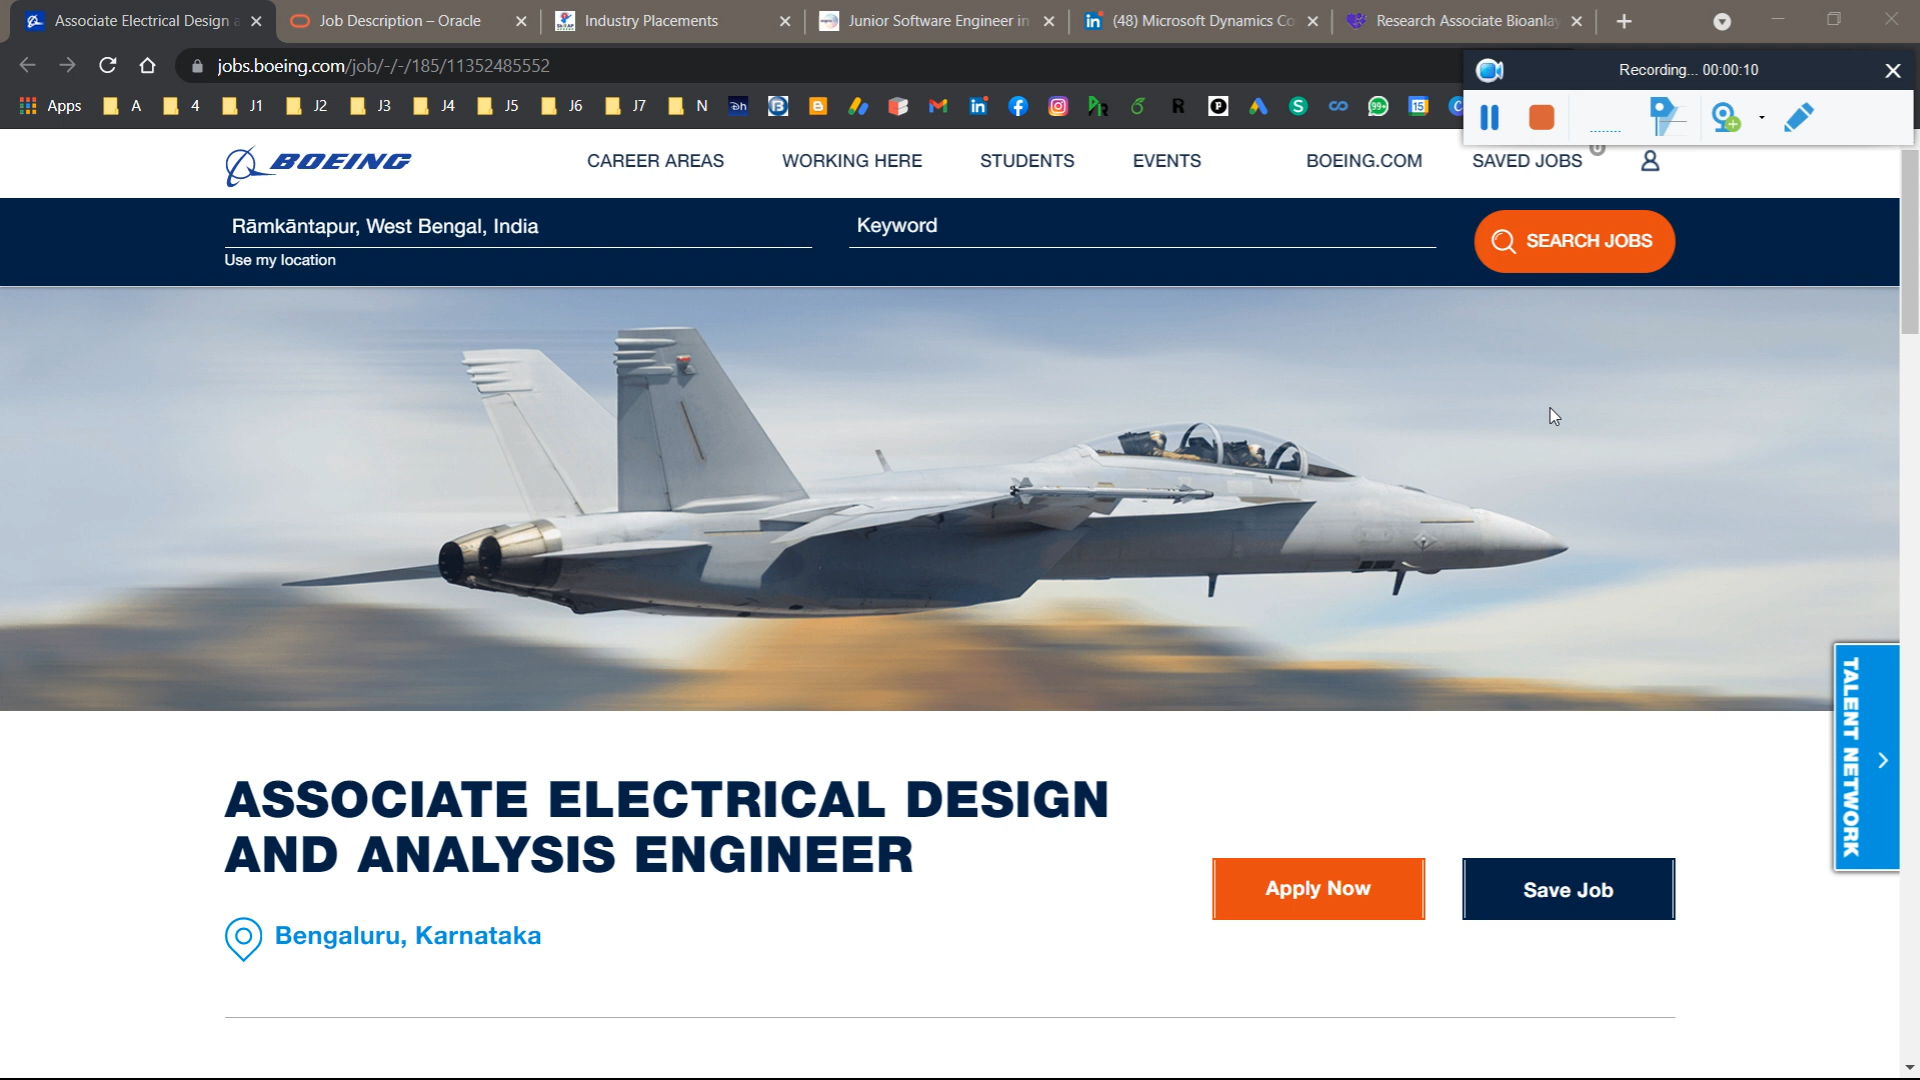 Associate Electrical Design a
Job Description – Oracle
Industry Placements
Junior Software Engineer in
(48) Microsoft Dynamics Co
Research Associate Bioanlay
jobs.boeing.com/job/-/-/185/11352485552
Recording... 00:00:10
Apps
A
4
J1
J2
J3
J4
J5
J6
J7
N
BOEING
CAREER AREAS
WORKING HERE
STUDENTS
EVENTS
BOEING.COM
SAVED JOBS
0
Rāmkāntapur, West Bengal, India
Keyword
SEARCH JOBS
Use my location
TALENT NETWORK
ASSOCIATE ELECTRICAL DESIGN
AND ANALYSIS ENGINEER
Apply Now
Save Job
Bengaluru, Karnataka